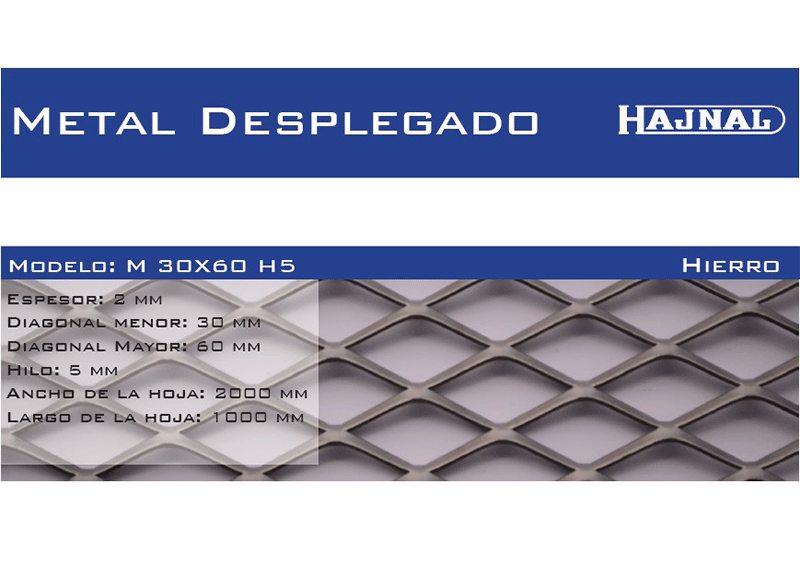 Metal Desplegado
HAJNAL
Modelo: M 30x60 H5
Hierro
Espesor: 2 mm
Diagonal menor: 30 mm
Diagonal Mayor: 60 mm
Hilo: 5 mm
Ancho de la hoja: 2000 mm
Largo de la hoja: 1000 mm